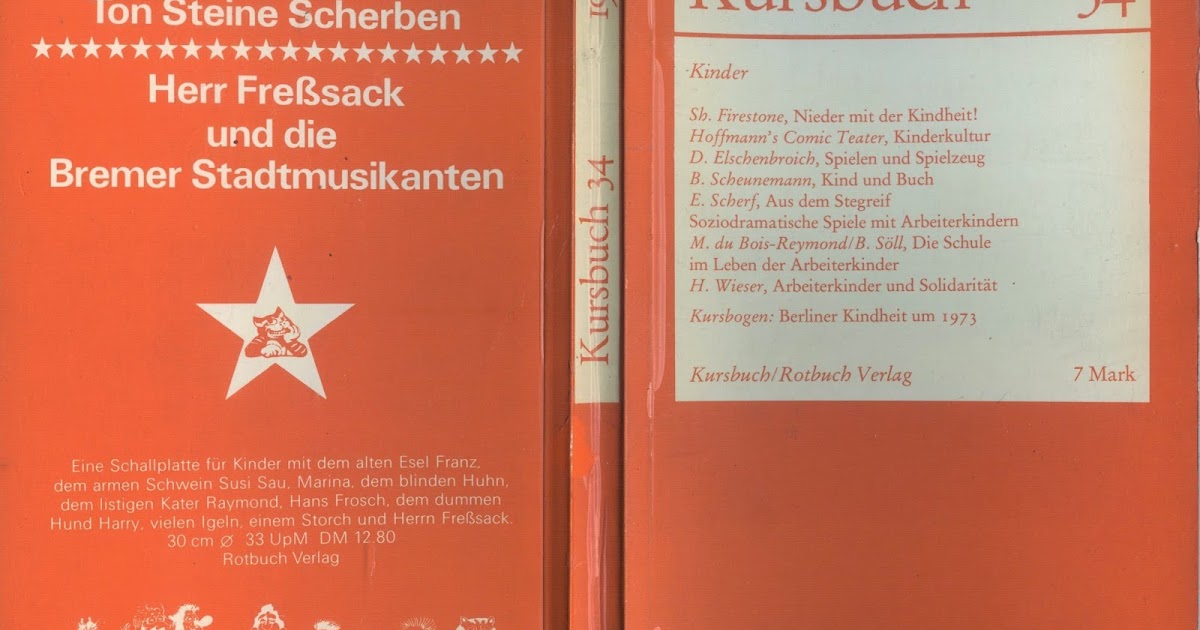 Ton Steine Scherben
Herr Freßsack
und die
Bremer Stadtmusikanten
Eine Schallplatte für Kinder mit dem alten Esel Franz,
dem armen Schwein Susi Sau, Marina, dem blinden Huhn,
dem listigen Kater Raymond, Hans Frosch, dem dummen
Hund Harry, vielen Igeln, einem Storch und Herrn Freßsack.
30 cm ⌀ 33 UpM DM 12.80
Rotbuch Verlag
Kursbuch 34 19
Kursbuch 34
Kinder
Sh. Firestone, Nieder mit der Kindheit!
Hoffmann's Comic Teater, Kinderkultur
D. Elschenbroich, Spielen und Spielzeug
B. Scheunemann, Kind und Buch
E. Scherf, Aus dem Stegreif
Soziodramatische Spiele mit Arbeiterkindern
M. du Bois-Reymond/B. Söll, Die Schule
im Leben der Arbeiterkinder
H. Wieser, Arbeiterkinder und Solidarität
Kursbogen: Berliner Kindheit um 1973
Kursbuch/Rotbuch Verlag 7 Mark